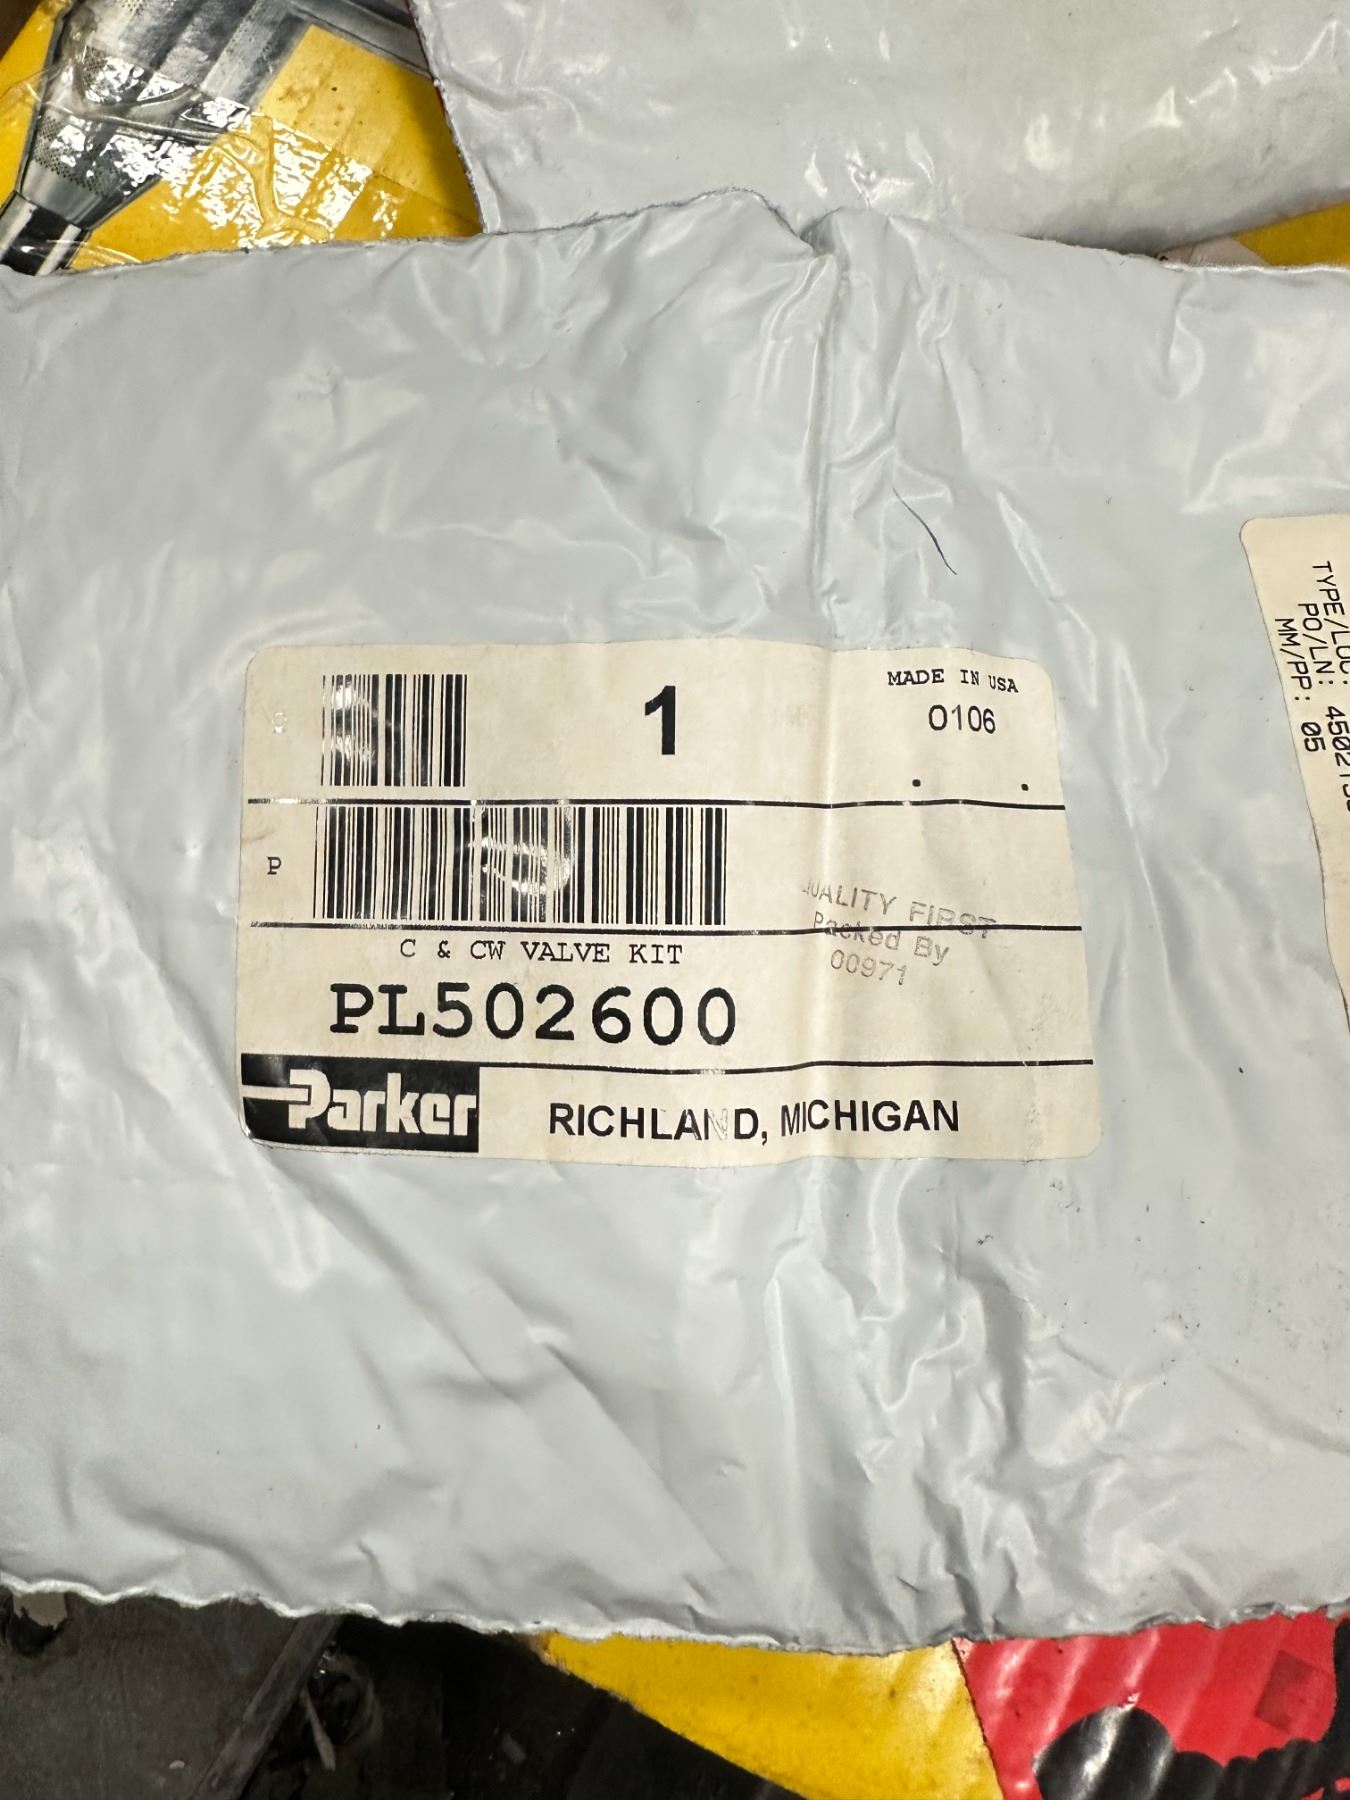 1
MADE IN USA
0106
P
QUALITY FIRST
Packed By
00971
C & CW VALVE KIT
PL502600
Parker
RICHLAND, MICHIGAN
TYPE/LOC:
PO/LN:
MM/PP: 05